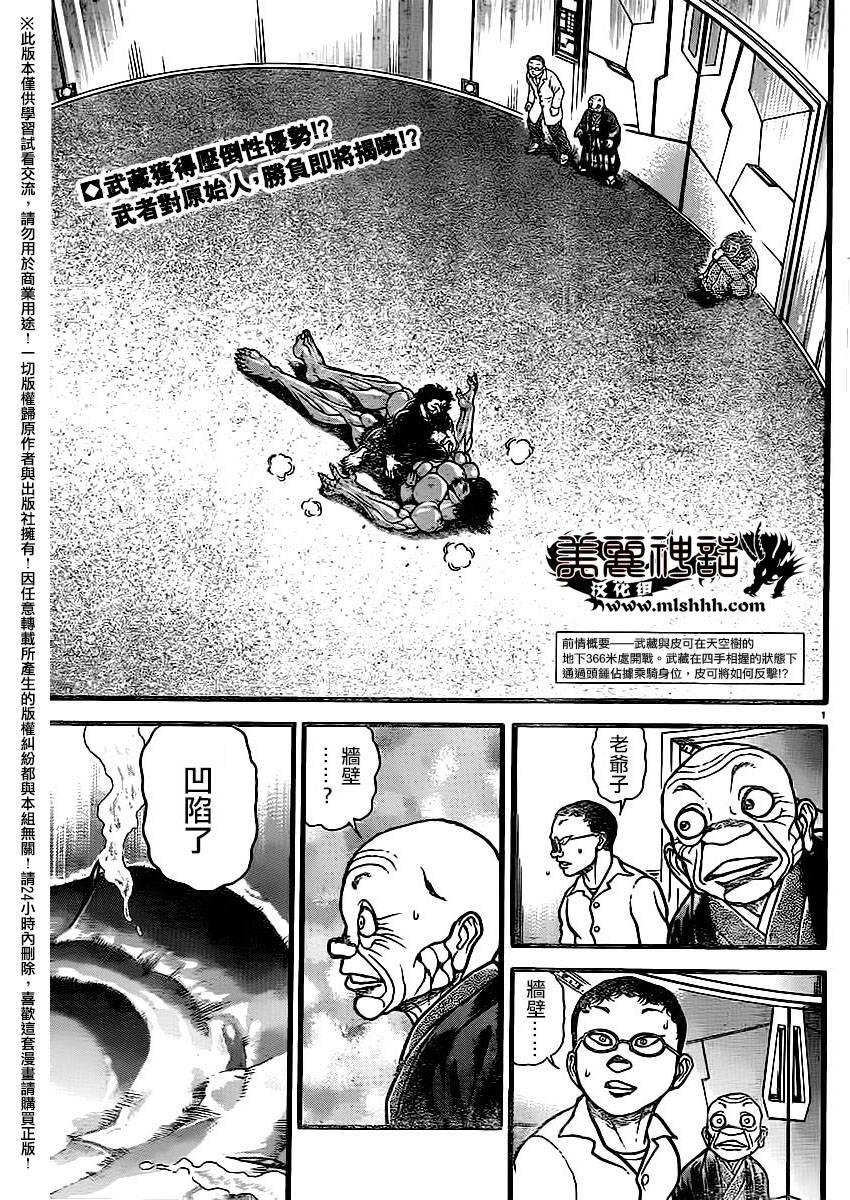 ※此版本僅供學習試看交流，請勿用於商業用途！一切版權歸原作者與出版社擁有！因任意轉載所產生的版權糾紛都與本組無關！請24小時內刪除，喜歡這套漫畫請購買正版！
◆武藏獲得壓倒性優勢!?
武者對原始人，勝負即將揭曉!?
美麗神話
汉化组
www.mlshhh.com
前情概要——武藏與皮可在天空樹的
地下366米處開戰。武藏在四手相握的狀態下
通過頭錘佔據乘騎身位，皮可將如何反擊!?
1
老爺子
牆壁……
牆壁
……?
凹陷了